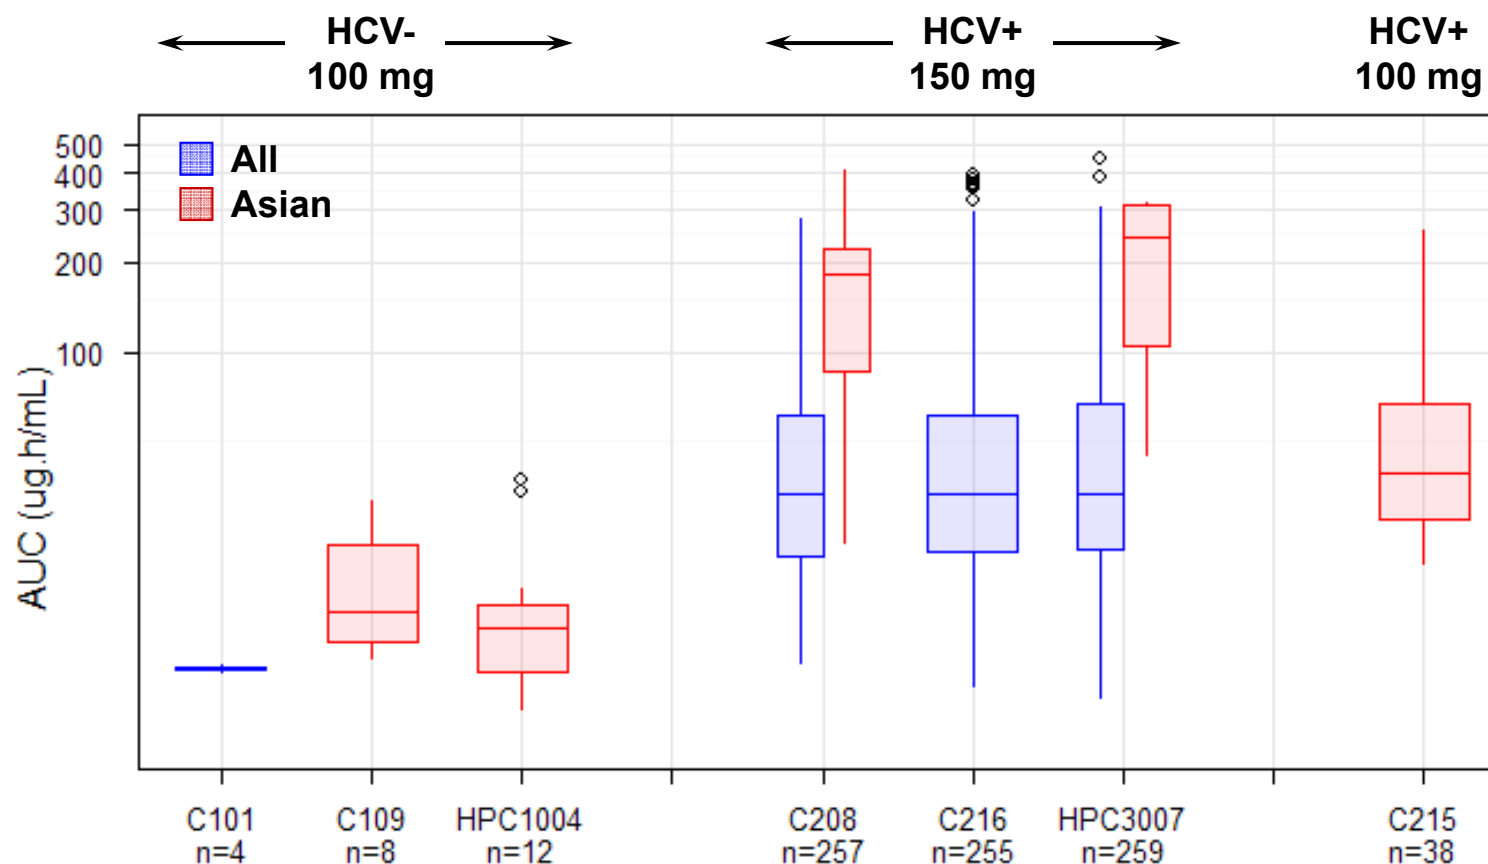 HCV-
100 mg
HCV+
150 mg
HCV+
100 mg
All
Asian
500
400
300
200
100
AUC (ug.h/mL)
C101
n=4
C109
n=8
HPC1004
n=12
C208
n=257
C216
n=255
HPC3007
n=259
C215
n=38